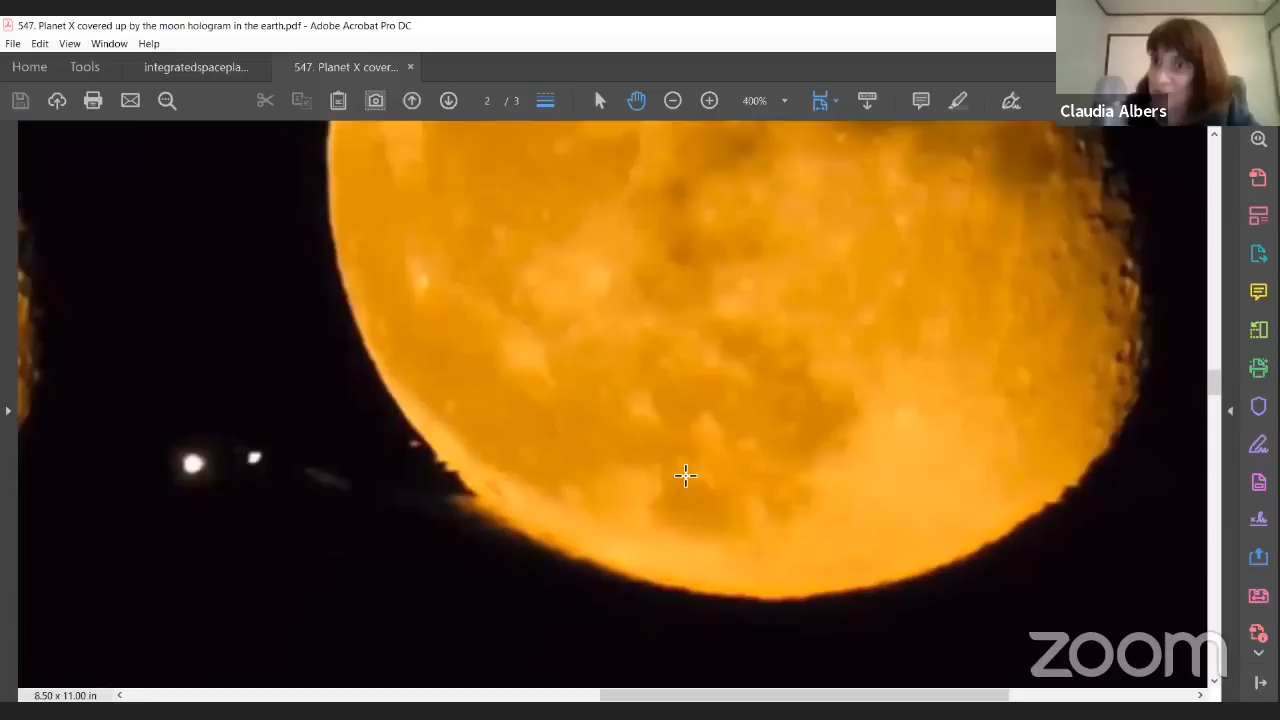 547. Planet X covered up by the moon hologram in the earth.pdf - Adobe Acrobat Pro DC
File Edit View Window Help
Home Tools integratedspacepla... 547. Planet X cover... ×
2 / 3 400%
Claudia Albers
zoom
8.50 x 11.00 in